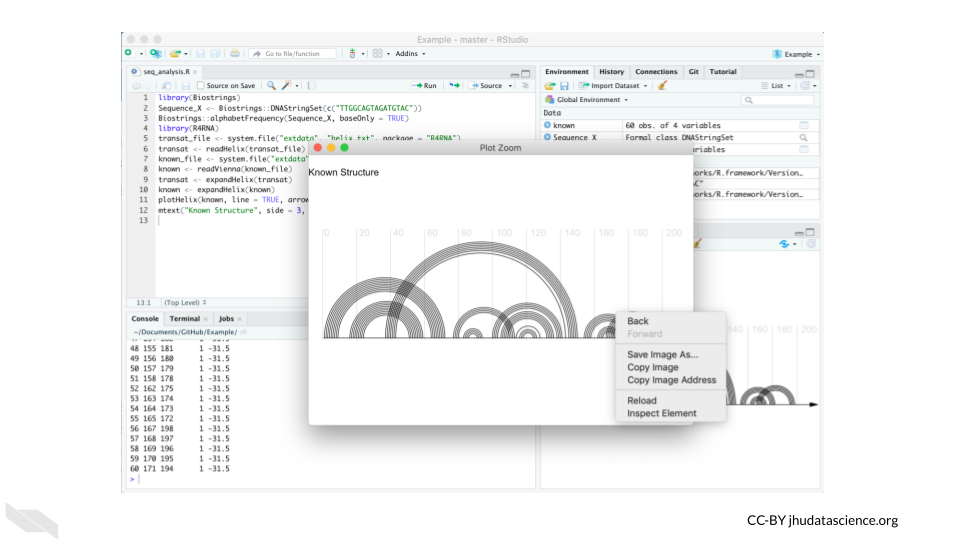 Example - master - RStudio
Go to file/function
Addins
Example
seq_analysis.R ×
Source on Save
Run
Source
1 library(Biostrings)
2 Sequence_X <- Biostrings::DNAStringSet(c("TTGGCAGTAGATGTAC"))
3 Biostrings::alphabetFrequency(Sequence_X, baseOnly = TRUE)
4 library(R4RNA)
5 transat_file <- system.file("extdata", "helix.txt", package = "R4RNA")
6 transat <- readHelix(transat_file)
7 known_file <- system.file("extdata"
8 known <- readVienna(known_file)
9 transat <- expandHelix(transat)
10 known <- expandHelix(known)
11 plotHelix(known, line = TRUE, arrow
12 mtext("Known Structure", side = 3,
13
13:1 (Top Level)
Environment History Connections Git Tutorial
Import Dataset
List
Global Environment
Data
known 60 obs. of 4 variables
Sequence_X Formal class DNAStringSet
variables
orks/R.framework/Version…
C"
orks/R.framework/Version…
Plot Zoom
Known Structure
0 20 40 60 80 100 120 140 160 180 200
Back
Forward
Save Image As...
Copy Image
Copy Image Address
Reload
Inspect Element
140 160 180 200
Console Terminal × Jobs ×
~/Documents/GitHub/Example/
48 155 181 1 -31.5
49 156 180 1 -31.5
50 157 179 1 -31.5
51 158 178 1 -31.5
52 162 175 1 -31.5
53 163 174 1 -31.5
54 164 173 1 -31.5
55 165 172 1 -31.5
56 167 198 1 -31.5
57 168 197 1 -31.5
58 169 196 1 -31.5
59 170 195 1 -31.5
60 171 194 1 -31.5
>
CC-BY jhudatascience.org